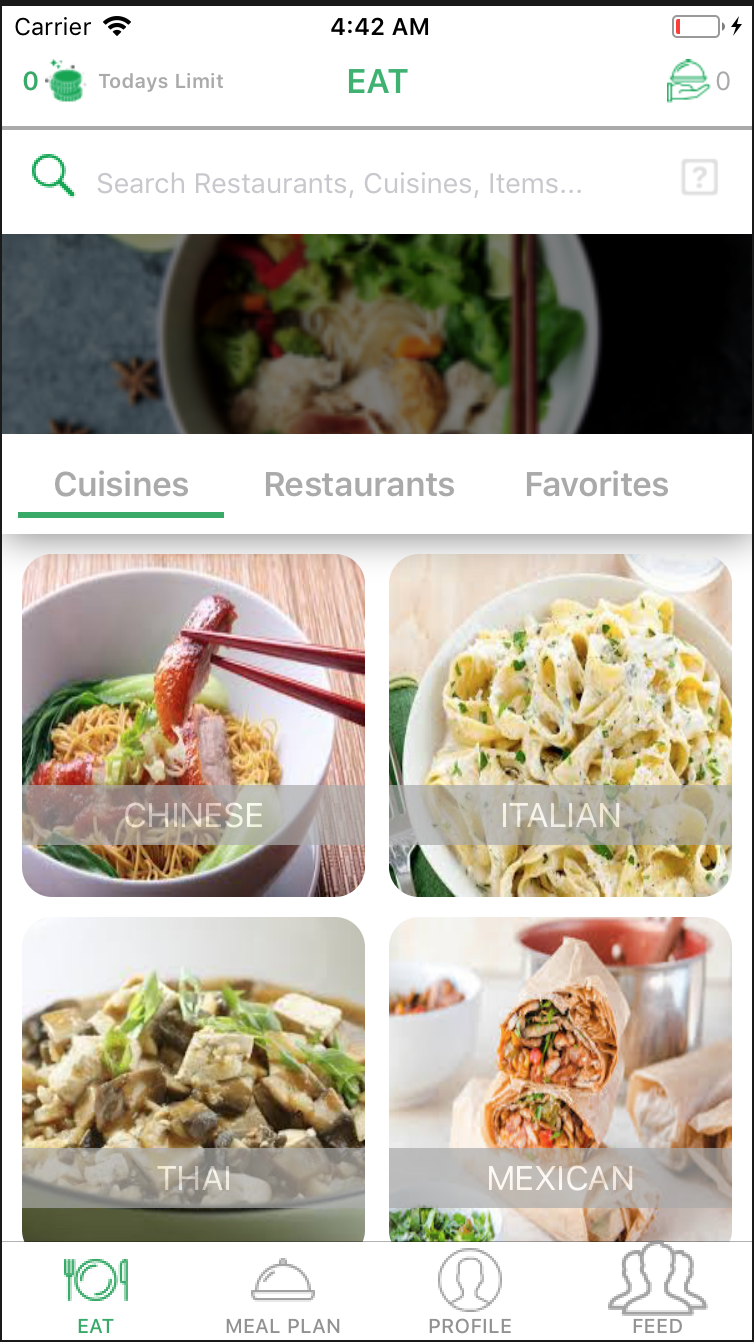 Carrier 4:42 AM
0 Todays Limit EAT 0
Search Restaurants, Cuisines, Items... ?
Cuisines Restaurants Favorites
CHINESE ITALIAN
THAI MEXICAN
EAT MEAL PLAN PROFILE FEED